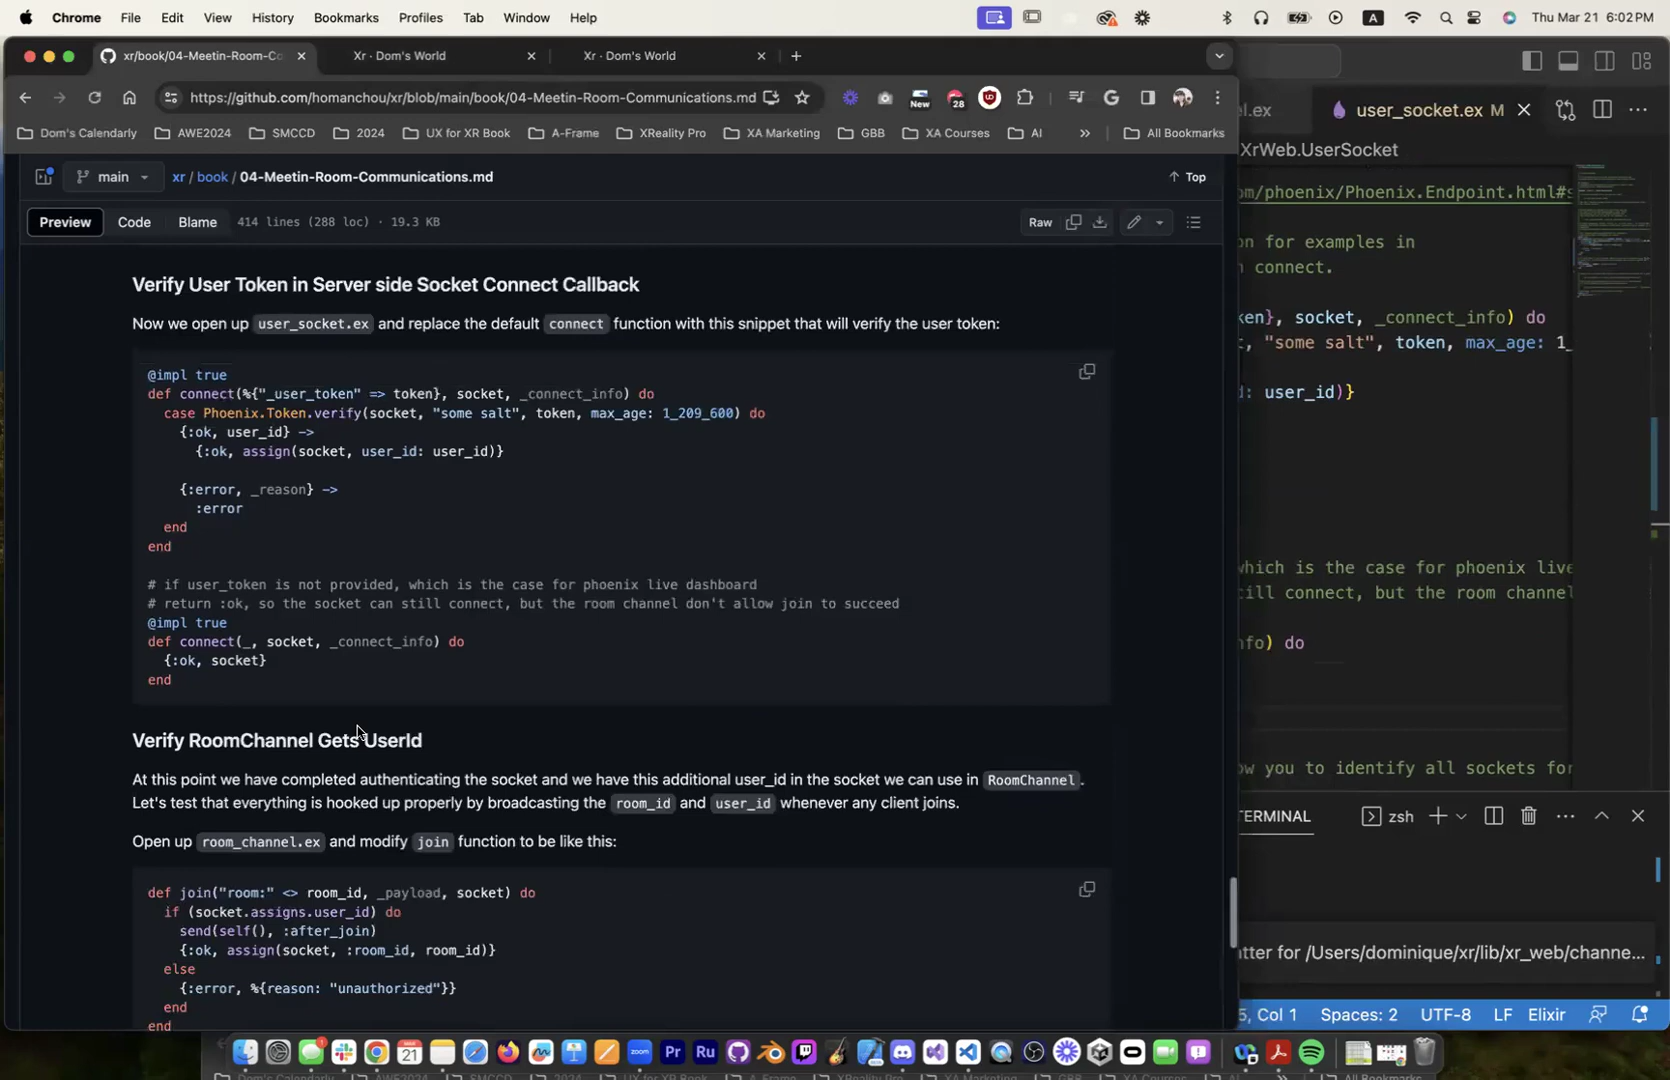 Chrome File Edit View History Bookmarks Profiles Tab Window Help
A
Thu Mar 21 6:02 PM
xr/book/04-Meetin-Room-Co
Xr · Dom's World
Xr · Dom's World
https://github.com/homanchou/xr/blob/main/book/04-Meetin-Room-Communications.md
New
28
Dom's Calendarly AWE2024 SMCCD 2024 UX for XR Book A-Frame XReality Pro XA Marketing GBB XA Courses AI » All Bookmarks
main
xr / book / 04-Meetin-Room-Communications.md
Top
Preview Code Blame 414 lines (288 loc) · 19.3 KB
Raw
Verify User Token in Server side Socket Connect Callback
Now we open up user_socket.ex and replace the default connect function with this snippet that will verify the user token:
@impl true
def connect(%{"_user_token" => token}, socket, _connect_info) do
case Phoenix.Token.verify(socket, "some salt", token, max_age: 1_209_600) do
{:ok, user_id} ->
{:ok, assign(socket, user_id: user_id)}
{:error, _reason} ->
:error
end
end
# if user_token is not provided, which is the case for phoenix live dashboard
# return :ok, so the socket can still connect, but the room channel don't allow join to succeed
@impl true
def connect(_, socket, _connect_info) do
{:ok, socket}
end
Verify RoomChannel Gets UserId
At this point we have completed authenticating the socket and we have this additional user_id in the socket we can use in RoomChannel.
Let's test that everything is hooked up properly by broadcasting the room_id and user_id whenever any client joins.
Open up room_channel.ex and modify join function to be like this:
def join("room:" <> room_id, _payload, socket) do
if (socket.assigns.user_id) do
send(self(), :after_join)
{:ok, assign(socket, :room_id, room_id)}
else
{:error, %{reason: "unauthorized"}}
end
end
el.ex
user_socket.ex M
XrWeb.UserSocket
om/phoenix/Phoenix.Endpoint.html#s
on for examples in
n connect.
ken}, socket, _connect_info) do
t, "some salt", token, max_age: 1_
d: user_id)}
which is the case for phoenix live
till connect, but the room channel
nfo) do
ow you to identify all sockets for
TERMINAL
zsh
atter for /Users/dominique/xr/lib/xr_web/channe...
5, Col 1 Spaces: 2 UTF-8 LF Elixir
1
21
zoom
Pr
Ru